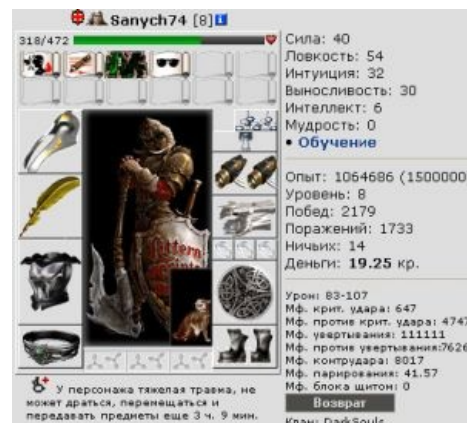 Sanych74 [8]
318/472
Сила: 40
Ловкость: 54
Интуиция: 32
Выносливость: 30
Интеллект: 6
Мудрость: 0
• Обучение
Опыт: 1064686 (1500000
Уровень: 8
Побед: 2179
Поражений: 1733
Ничьих: 14
Деньги: 19.25 кр.
Урон: 83-107
Мф. крит. удара: 647
Мф. против крит. удара: 4747
Мф. увертывания: 111111
Мф. против увертывания:7626
Мф. контрудара: 8017
Мф. парирования: 41.57
Мф. блока щитом: 0
Возврат
Клан: DarkSouls
У персонажа тяжелая травма, не
может драться, перемещаться и
передавать предметы еще 3 ч. 9 мин.